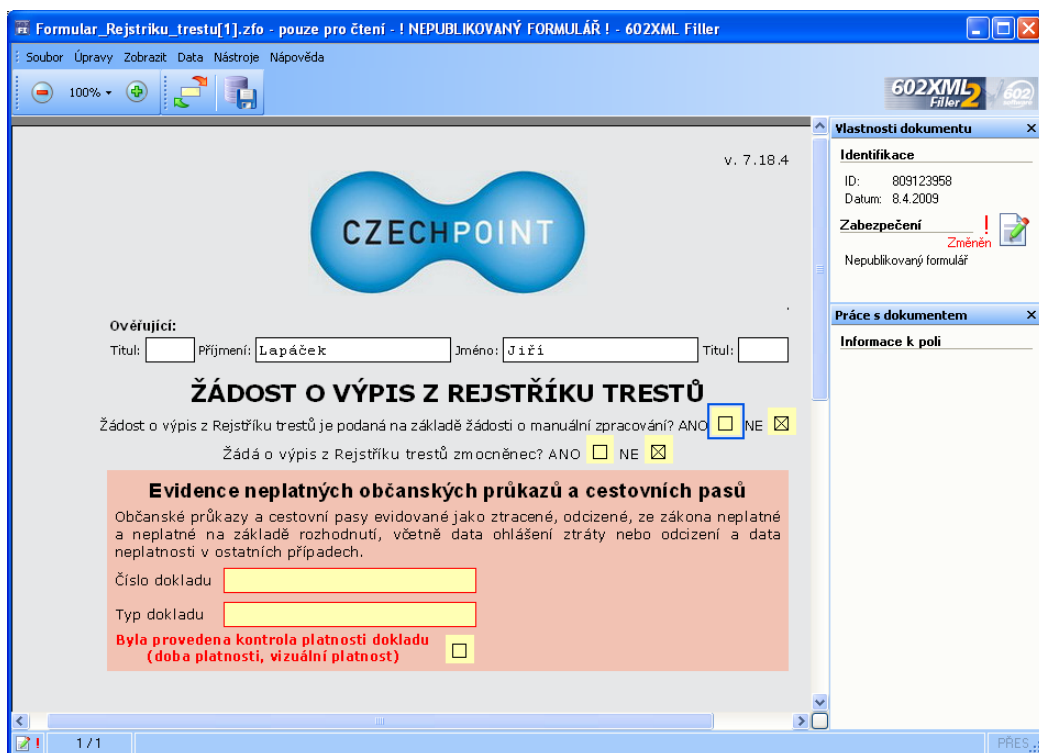 Formular_Rejstriku_trestu[1].zfo - pouze pro čtení - ! NEPUBLIKOVANÝ FORMULÁŘ ! - 602XML Filler
Soubor Úpravy Zobrazit Data Nástroje Nápověda
100%
602XML Filler 2
602 software
v. 7.18.4
CZECHPOINT
.
Ověřující:
Titul: Příjmení: Lapáček Jméno: Jiří Titul:
ŽÁDOST O VÝPIS Z REJSTŘÍKU TRESTŮ
Žádost o výpis z Rejstříku trestů je podaná na základě žádosti o manuální zpracování? ANO NE
Žádá o výpis z Rejstříku trestů zmocněnec? ANO NE
Evidence neplatných občanských průkazů a cestovních pasů
Občanské průkazy a cestovní pasy evidované jako ztracené, odcizené, ze zákona neplatné
a neplatné na základě rozhodnutí, včetně data ohlášení ztráty nebo odcizení a data
neplatnosti v ostatních případech.
Číslo dokladu
Typ dokladu
Byla provedena kontrola platnosti dokladu
(doba platnosti, vizuální platnost)
Vlastnosti dokumentu
Identifikace
ID: 809123958
Datum: 8.4.2009
Zabezpečení !
Změněn
Nepublikovaný formulář
Práce s dokumentem
Informace k poli
! 1 / 1
PŘES